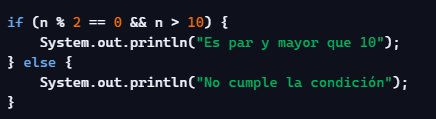 if (n % 2 == 0 && n > 10) {
    System.out.println("Es par y mayor que 10");
} else {
    System.out.println("No cumple la condición");
}